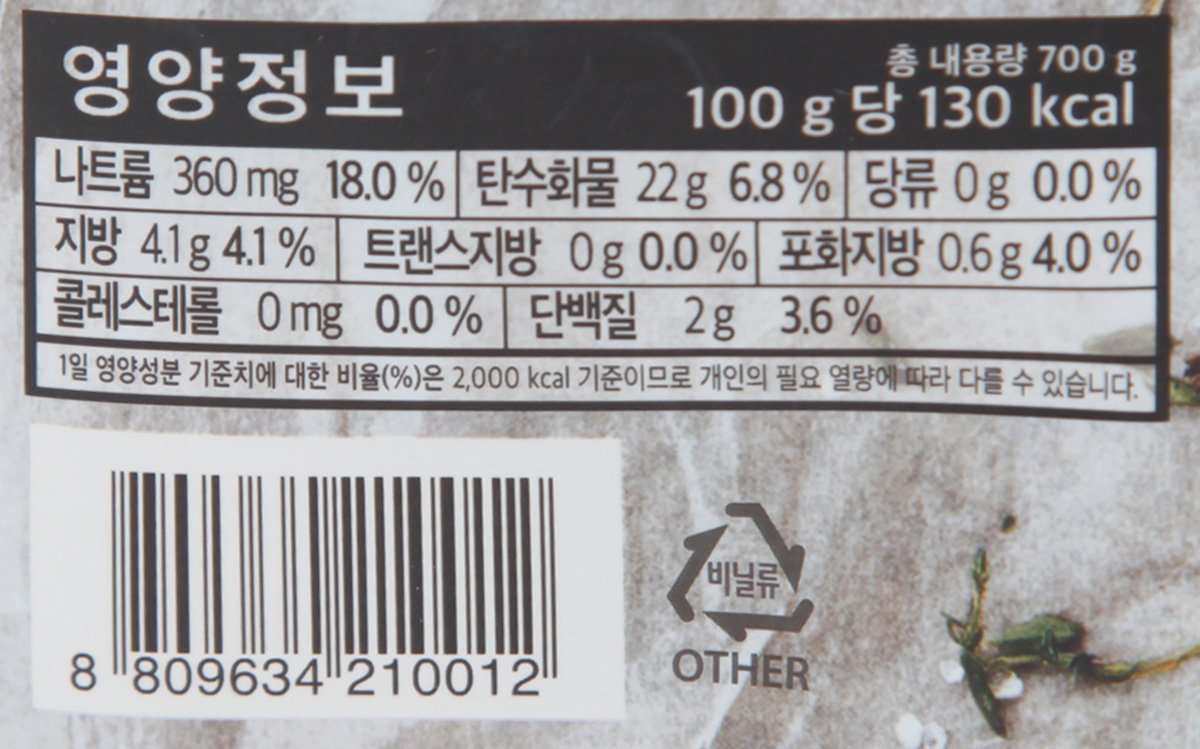 영양정보
총 내용량 700 g
100 g 당 130 kcal
나트륨 360 mg 18.0 % 탄수화물 22 g 6.8 % 당류 0 g 0.0 %
지방 4.1 g 4.1 % 트랜스지방 0 g 0.0 % 포화지방 0.6 g 4.0 %
콜레스테롤 0 mg 0.0 % 단백질 2 g 3.6 %
1일 영양성분 기준치에 대한 비율(%)은 2,000 kcal 기준이므로 개인의 필요 열량에 따라 다를 수 있습니다.
비닐류
OTHER
8 809634 210012